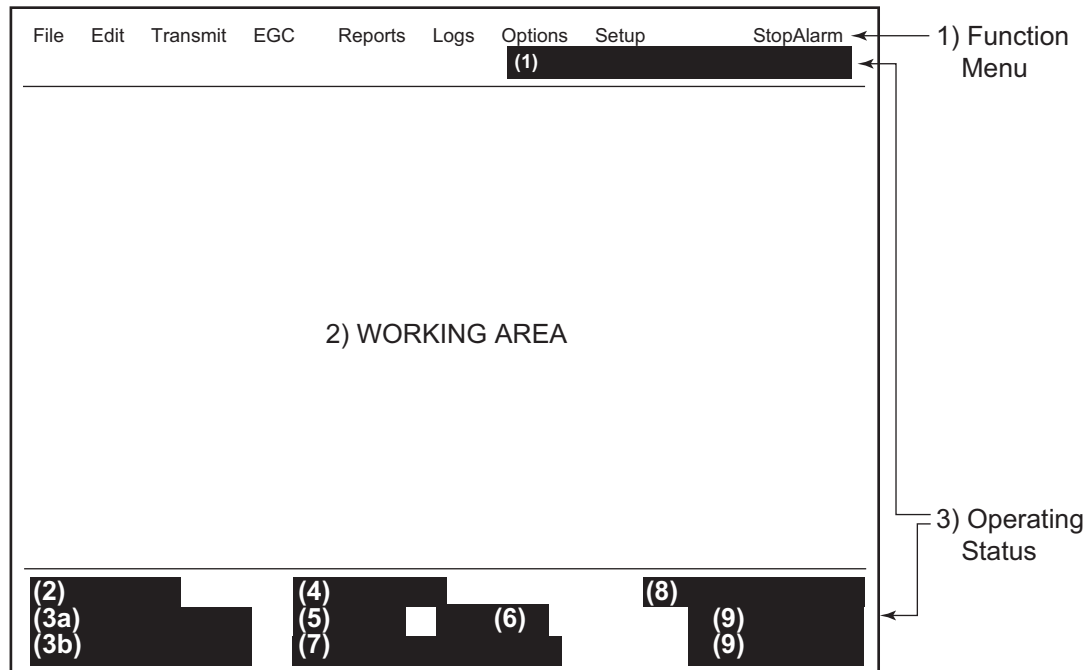 File Edit Transmit EGC Reports Logs Options Setup StopAlarm
1) Function
Menu
(1)
2) WORKING AREA
3) Operating
Status
(2) (4) (8)
(3a) (5) (6) (9)
(3b) (7) (9)